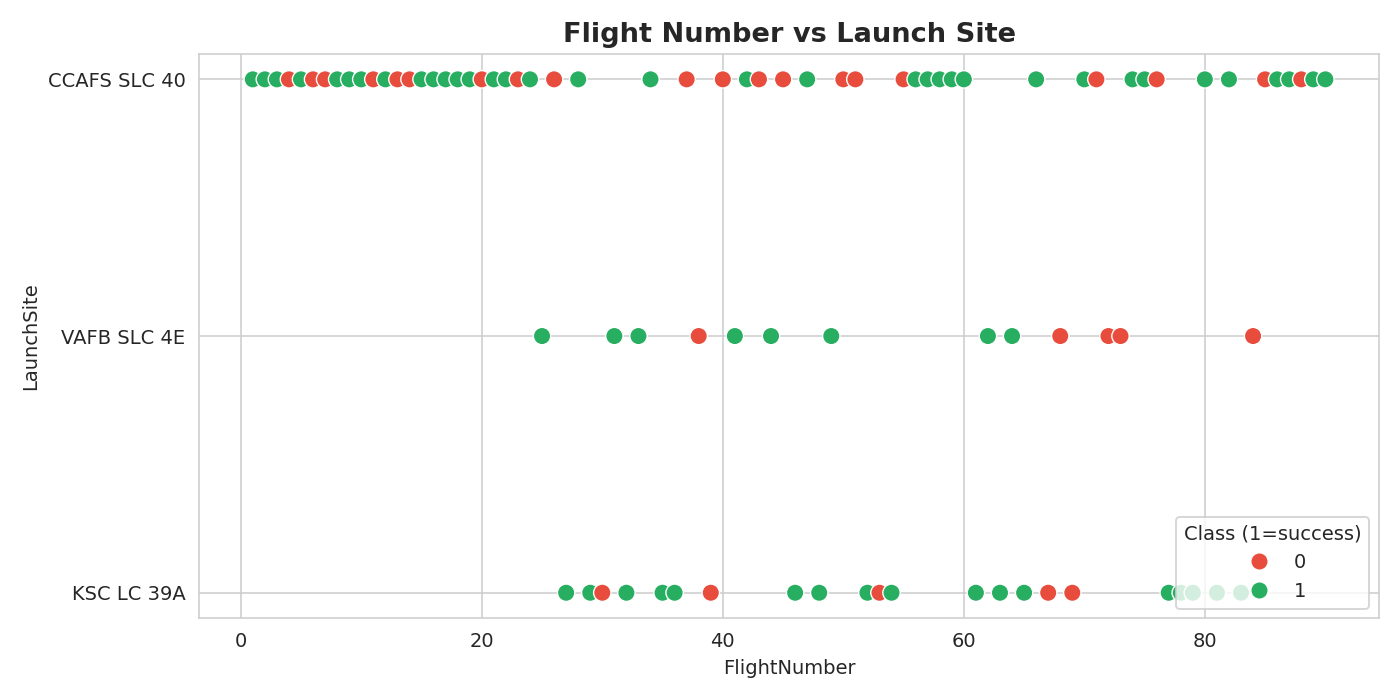 Flight Number vs Launch Site
CCAFS SLC 40
VAFB SLC 4E
KSC LC 39A
LaunchSite
Class (1=success)
0
1
0 20 40 60 80
FlightNumber